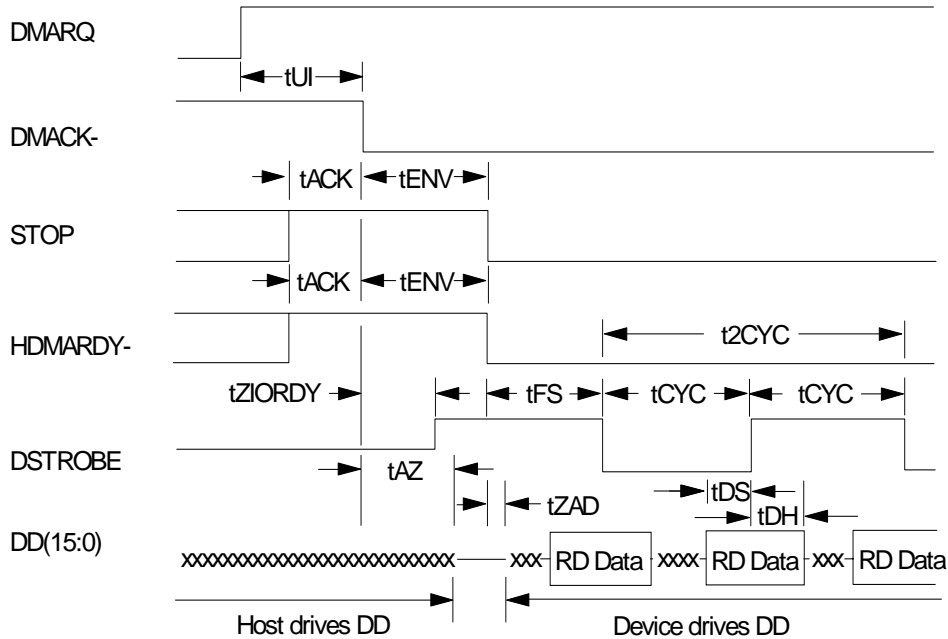 DMARQ
tUI
DMACK-
tACK tENV
STOP
tACK tENV
HDMARDY-
t2CYC
tZIORDY tFS tCYC tCYC
DSTROBE
tAZ
tDS
tZAD tDH
DD(15:0)
XXXXXXXXXXXXXXXXXXXXXXXX XXX RD Data XXXX RD Data XXX RD Data
Host drives DD Device drives DD